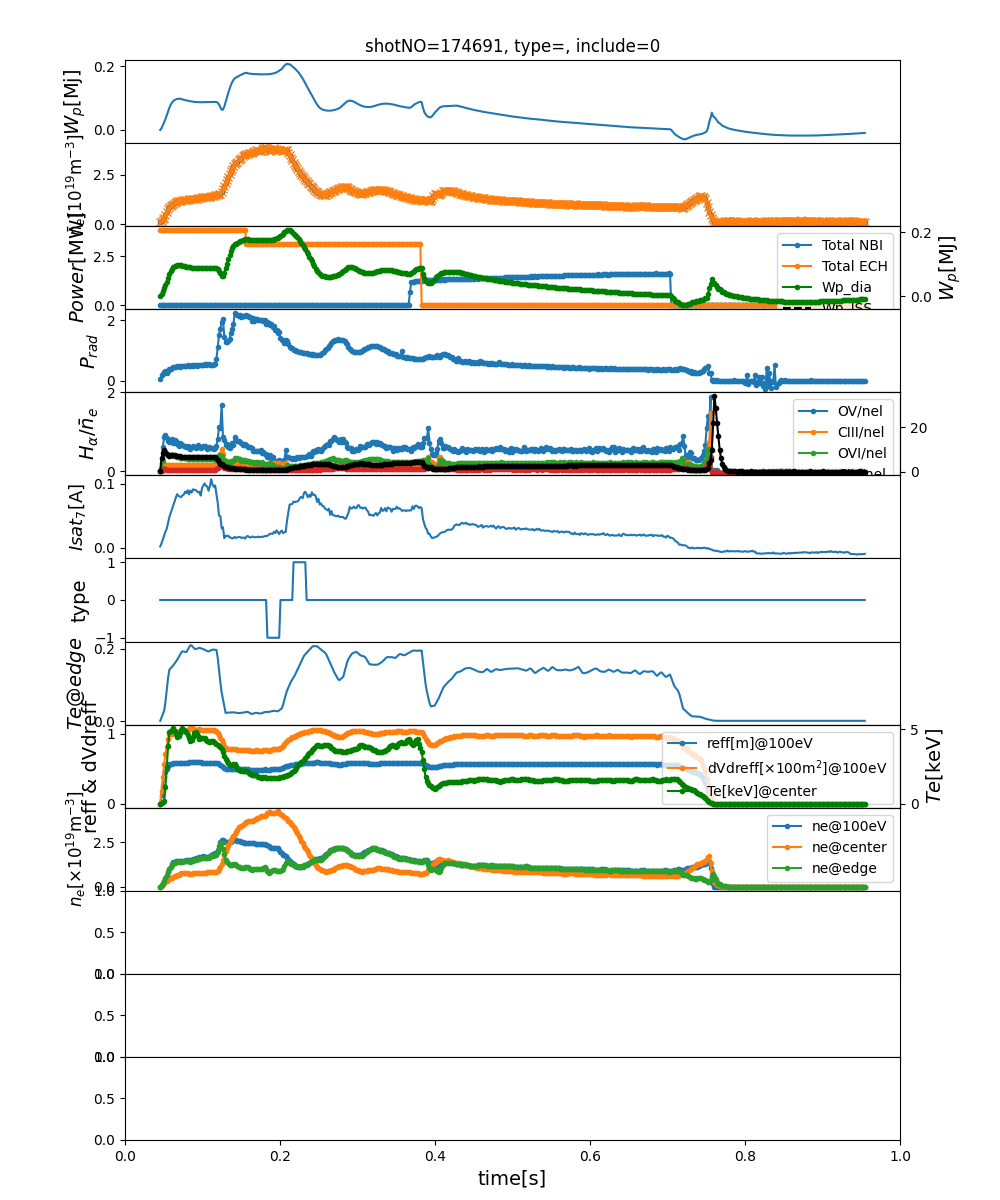 shotNO=174691, type=, include=0
0.2
0.0
W_p[MJ]
2.5
0.0
[10^19 m^-3]
2.5
0.0
Power[MW]
0.2
0.0
W_p[MJ]
Total NBI
Total ECH
Wp_dia
2
0
P_rad
2
0
H_α/n̄_e
20
0
OV/nel
CIII/nel
OVI/nel
0.1
0.0
Isat_7[A]
1
0
−1
type
0.2
0.0
Te@edge
1
0
reff & dVdreff
5
0
Te[keV]
reff[m]@100eV
dVdreff[×100m^2]@100eV
Te[keV]@center
2.5
0.0
n_e[×10^19 m^-3]
ne@100eV
ne@center
ne@edge
1.0
0.5
0.0
1.0
0.5
0.0
1.0
0.5
0.0
0.0
0.2
0.4
0.6
0.8
1.0
time[s]